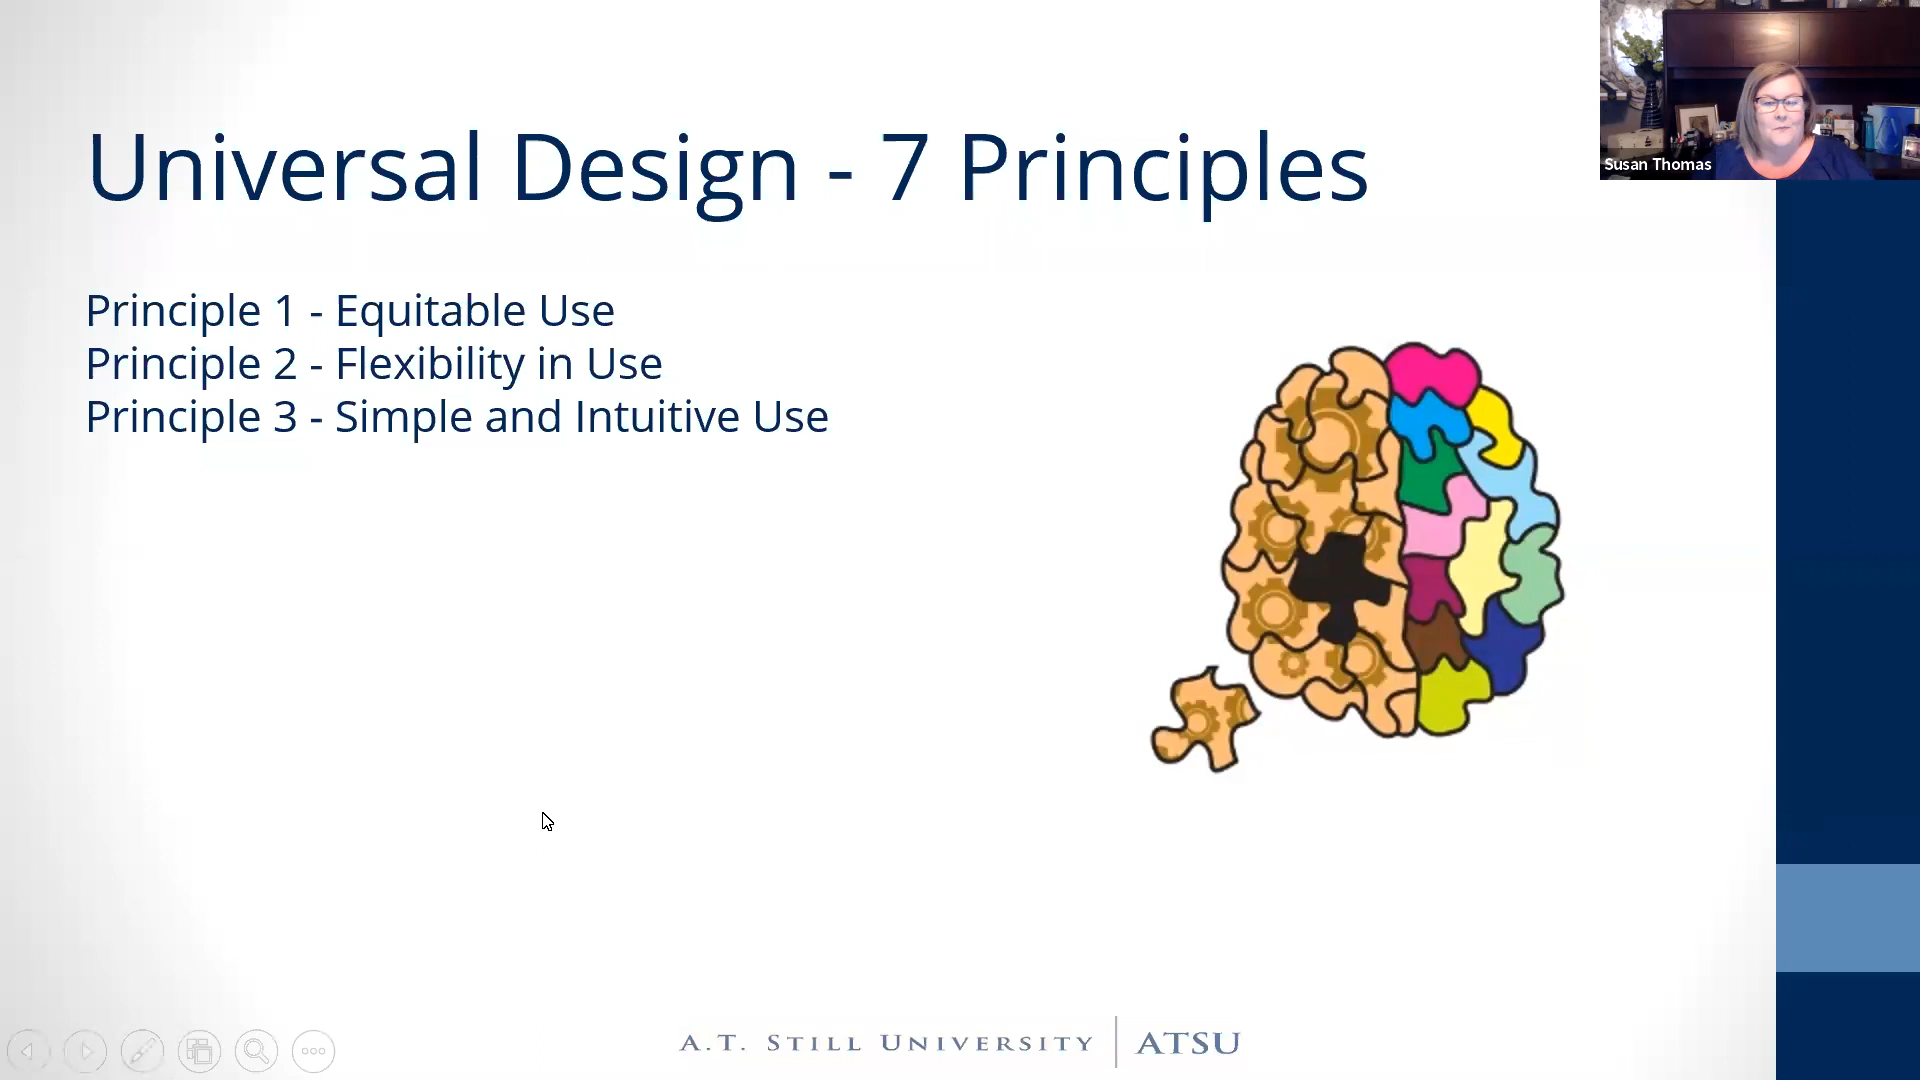 Universal Design - 7 Principles
Susan Thomas
Principle 1 - Equitable Use
Principle 2 - Flexibility in Use
Principle 3 - Simple and Intuitive Use
A.T. STILL UNIVERSITY | ATSU